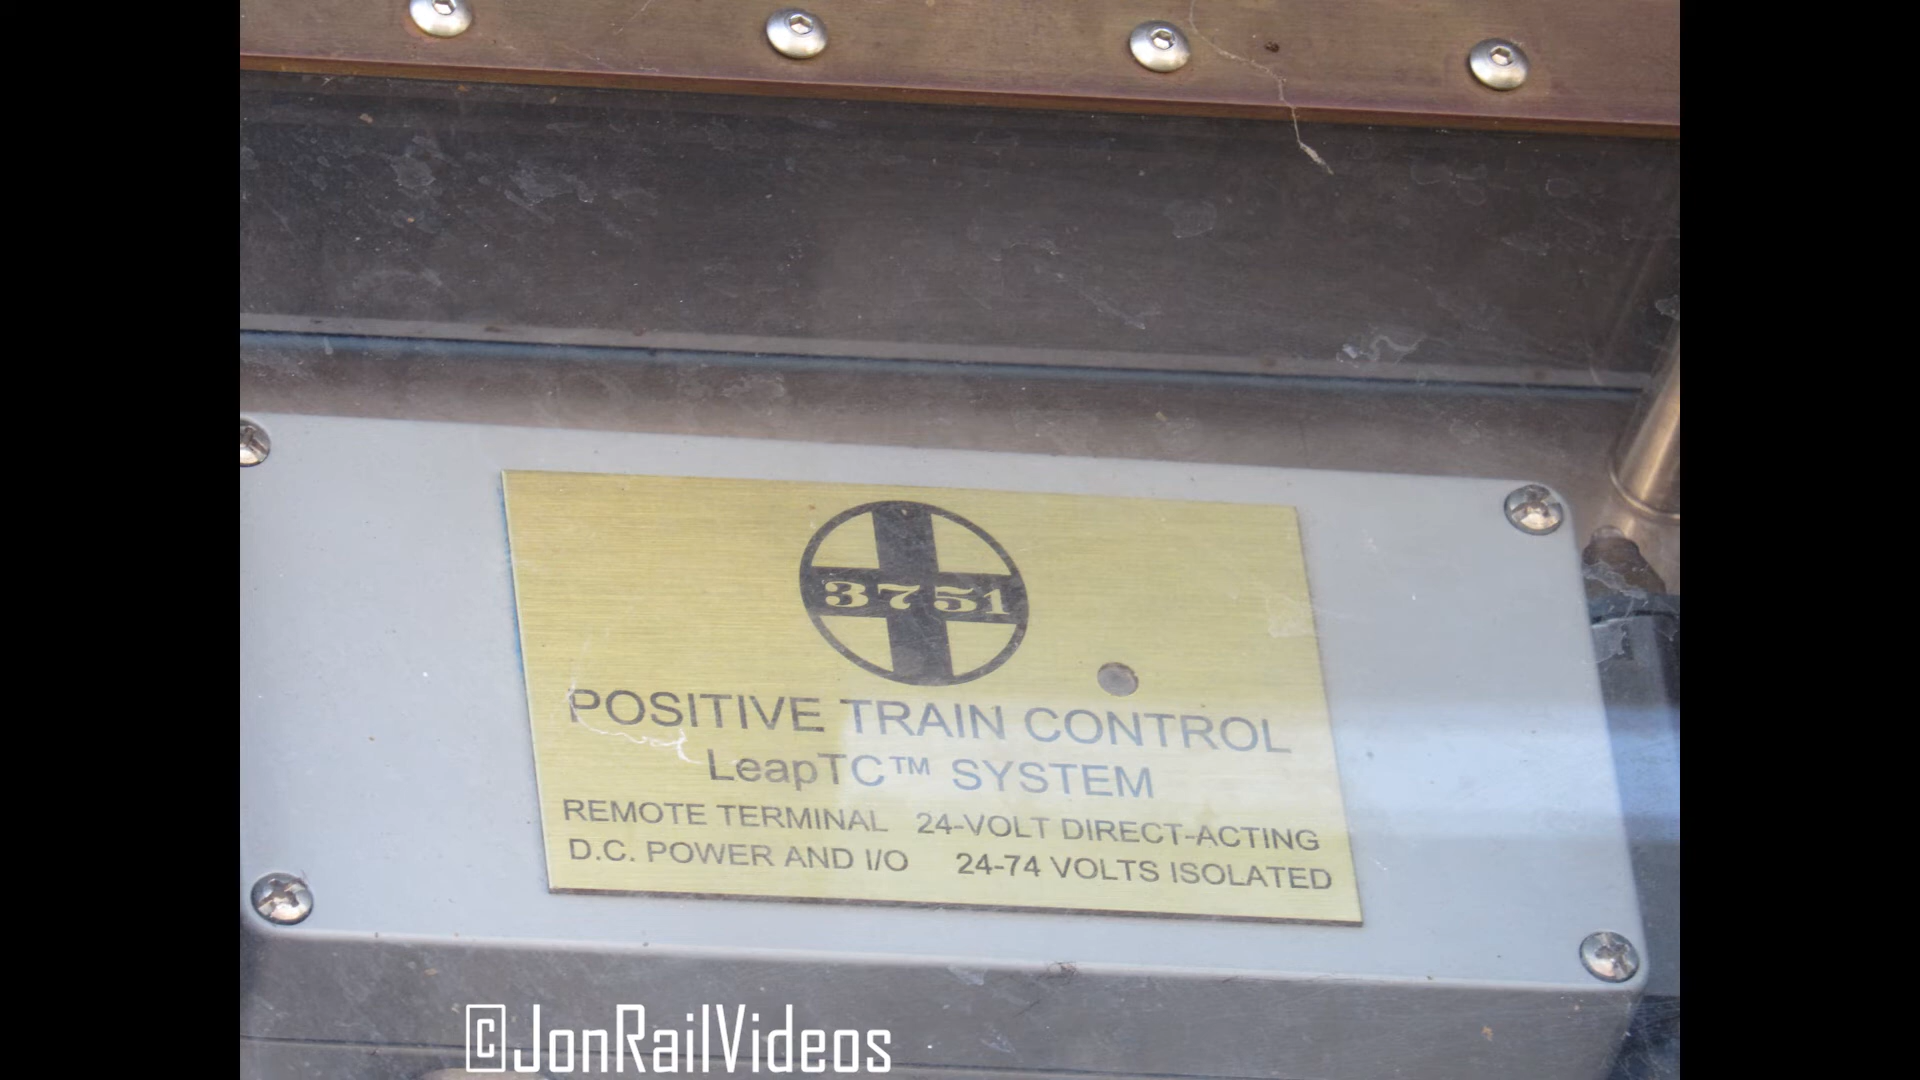 3751
POSITIVE TRAIN CONTROL
LeapTC™ SYSTEM
REMOTE TERMINAL 24-VOLT DIRECT-ACTING
D.C. POWER AND I/O 24-74 VOLTS ISOLATED
©JonRailVideos